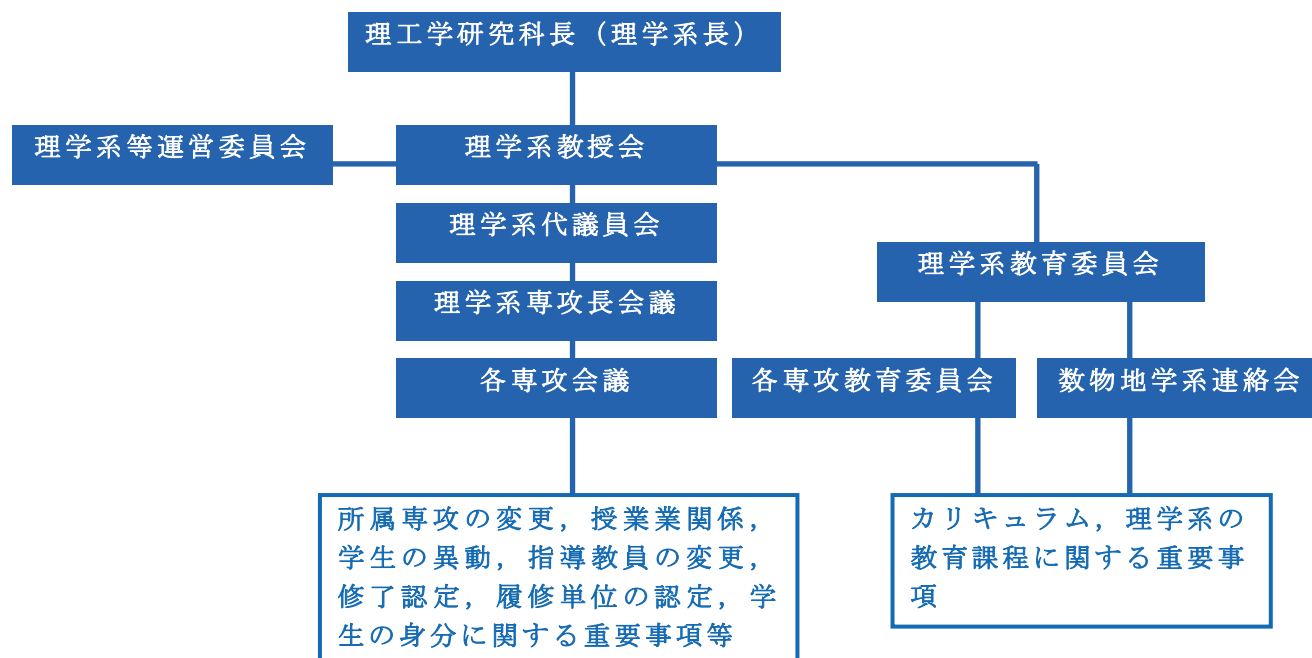 理工学研究科長（理学系長）
理学系等運営委員会
理学系教授会
理学系代議員会
理学系教育委員会
理学系専攻長会議
各専攻会議
各専攻教育委員会
数物地学系連絡会
所属専攻の変更，授業業関係，
学生の異動，指導教員の変更，
修了認定，履修単位の認定，学
生の身分に関する重要事項等
カリキュラム，理学系の
教育課程に関する重要事
項